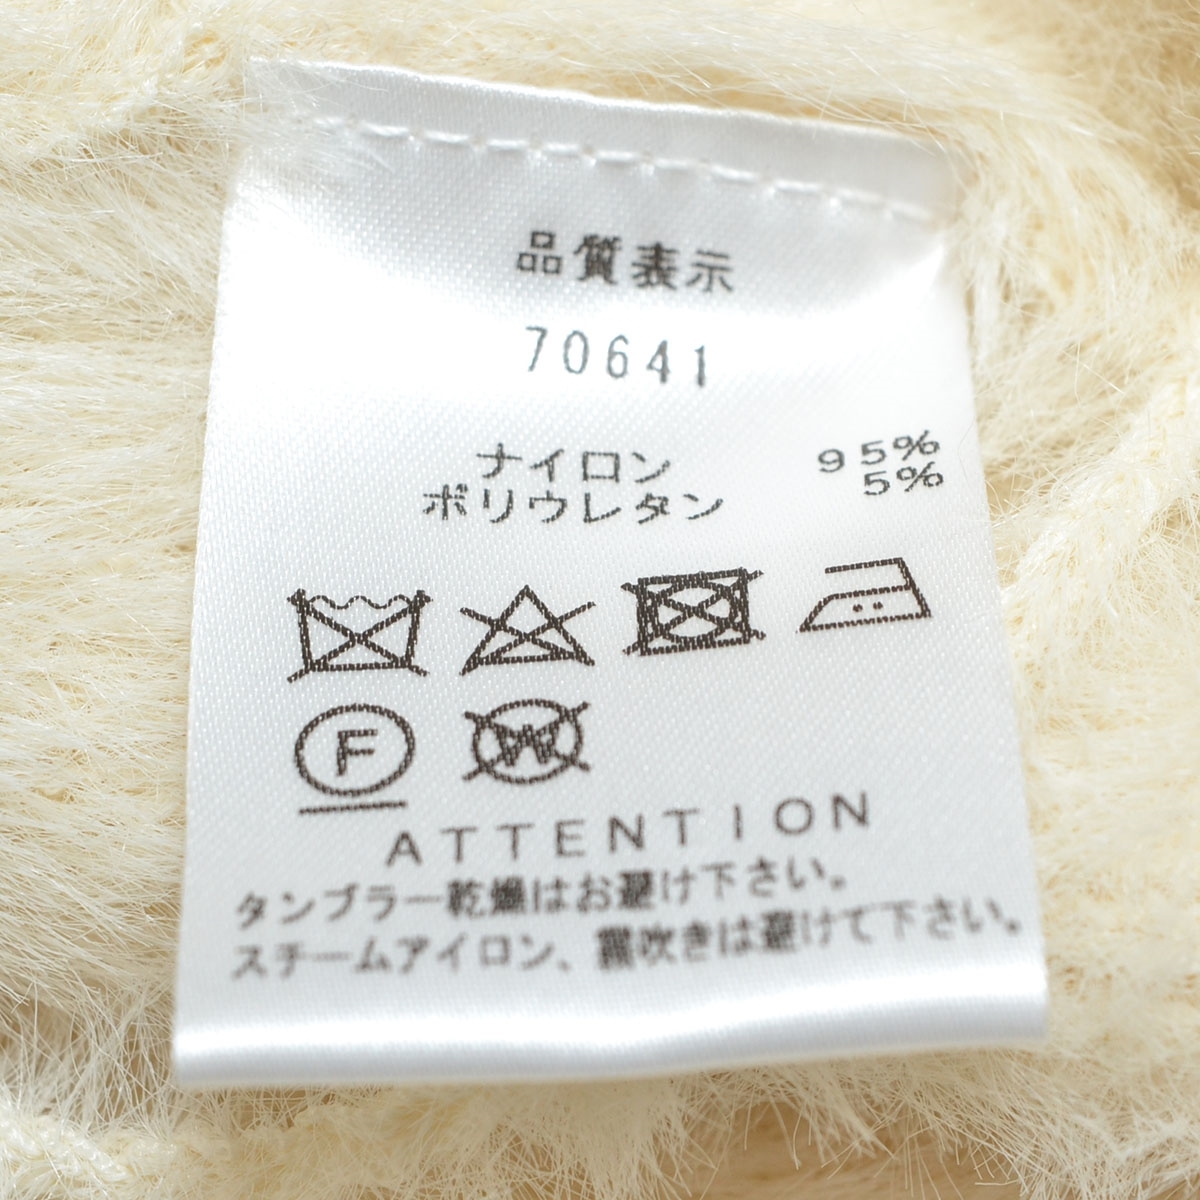 品質表示
70641
ナイロン 95%
ポリウレタン 5%
F
W
ATTENTION
タンブラー乾燥はお避け下さい。
スチームアイロン、霧吹きは避けて下さい。